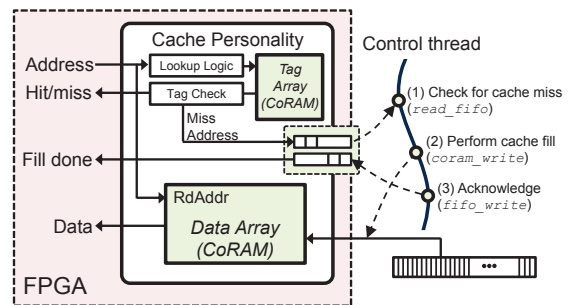 Cache Personality
Control thread
Address
Lookup Logic
Tag
Array
(CoRAM)
Hit/miss
Tag Check
Miss
Address
(1) Check for cache miss
(read_fifo)
(2) Perform cache fill
(coram_write)
Fill done
(3) Acknowledge
(fifo_write)
RdAddr
Data
Data Array
(CoRAM)
•••
FPGA